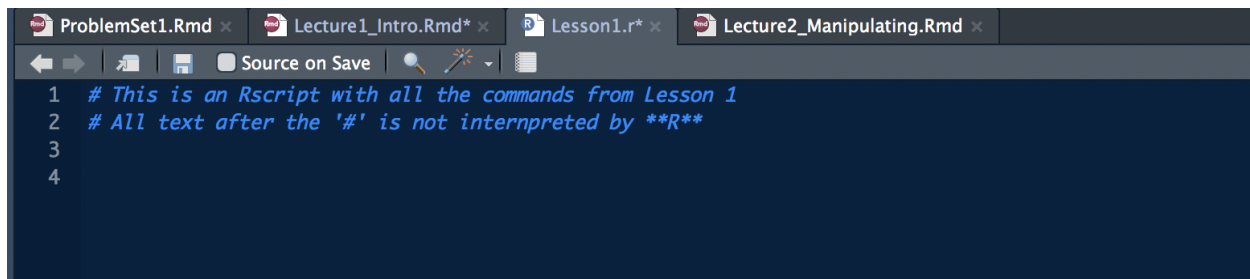 ProblemSet1.Rmd × Lecture1_Intro.Rmd* × Lesson1.r* × Lecture2_Manipulating.Rmd ×
Source on Save
1 # This is an Rscript with all the commands from Lesson 1
2 # All text after the '#' is not internpreted by **R**
3
4